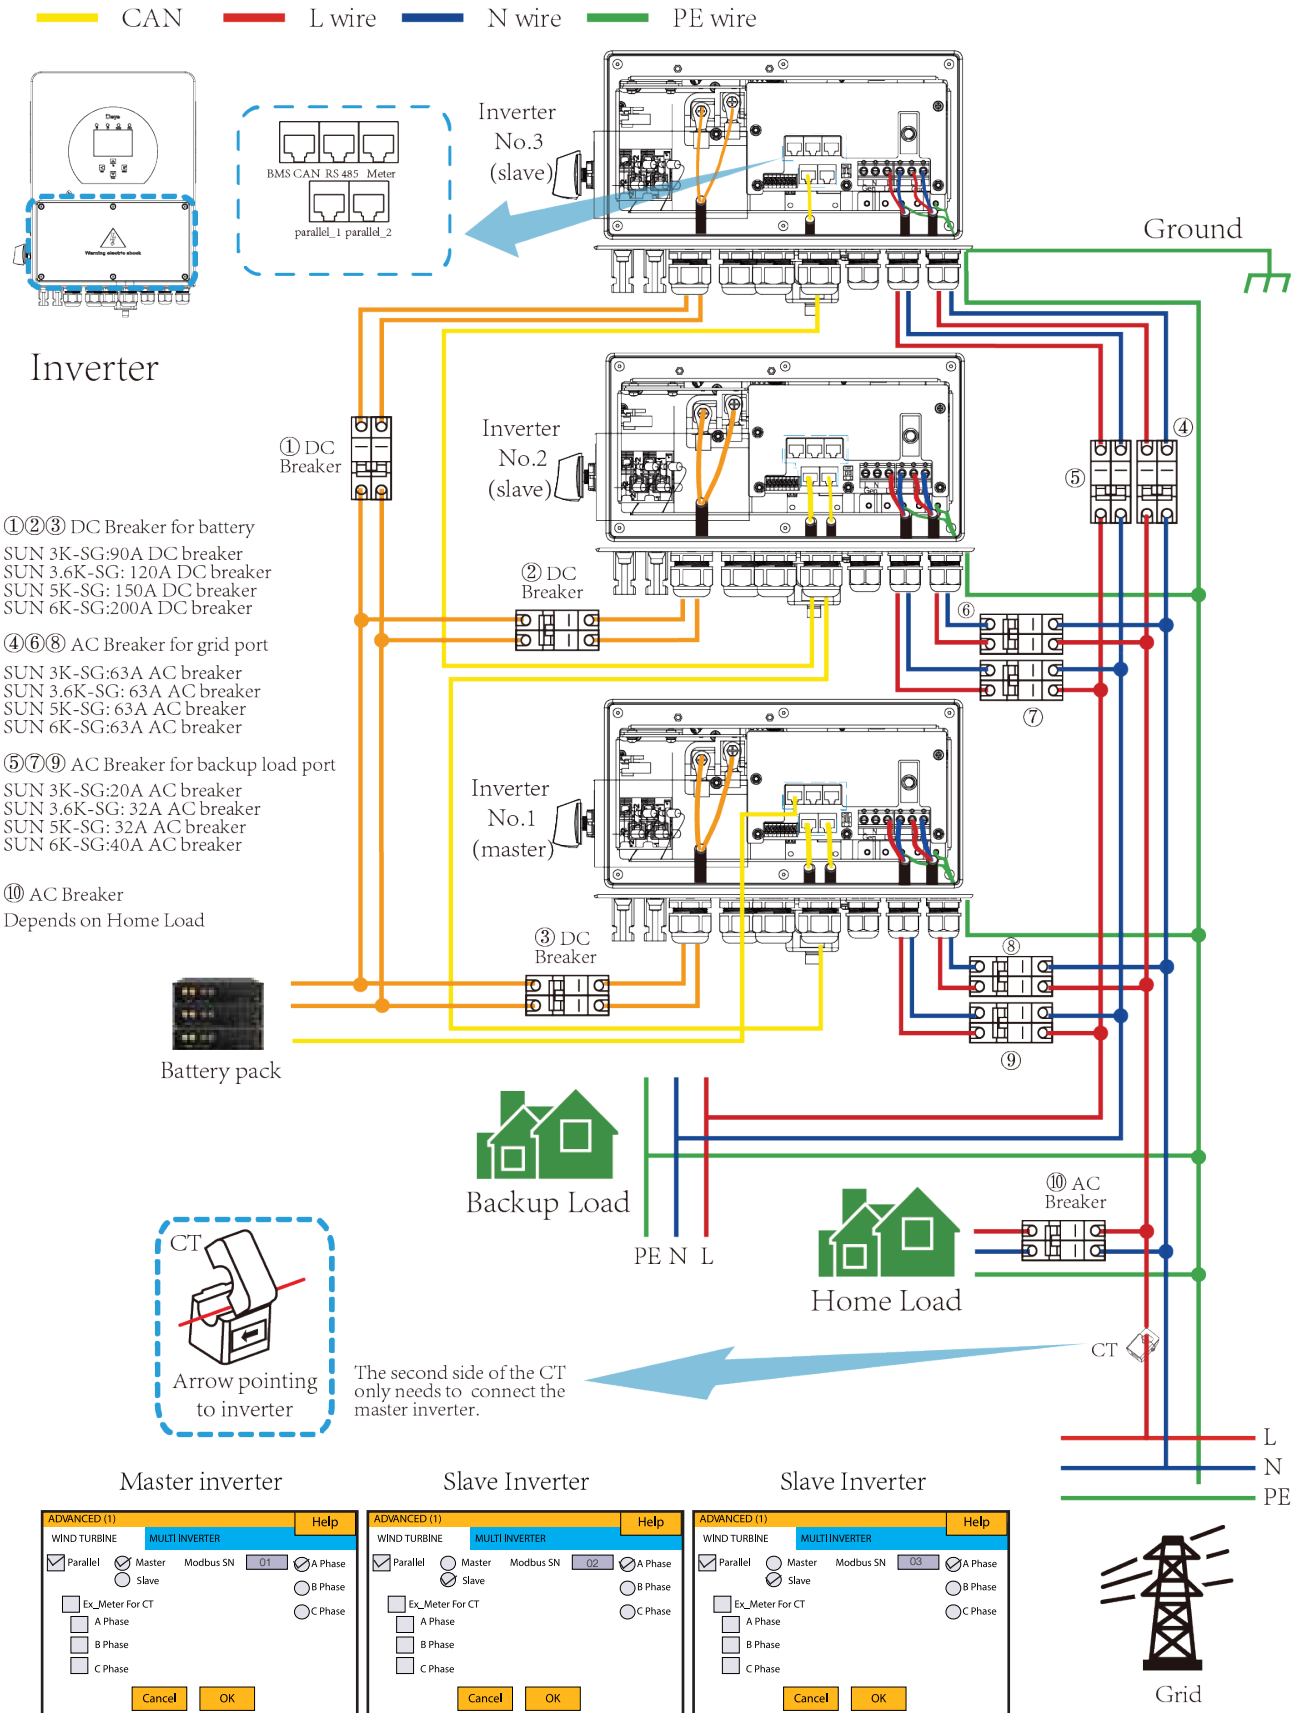 CAN L wire N wire PE wire
Deye
Warning electric shock
BMS CAN RS 485 Meter
parallel_1 parallel_2
Inverter
Inverter
No.3
(slave)
Ground
① DC
Breaker
Inverter
No.2
(slave)
④
⑤
①②③ DC Breaker for battery
SUN 3K-SG:90A DC breaker
SUN 3.6K-SG: 120A DC breaker
SUN 5K-SG: 150A DC breaker
SUN 6K-SG:200A DC breaker
② DC
Breaker
⑥
⑦
④⑥⑧ AC Breaker for grid port
SUN 3K-SG:63A AC breaker
SUN 3.6K-SG: 63A AC breaker
SUN 5K-SG: 63A AC breaker
SUN 6K-SG:63A AC breaker
⑤⑦⑨ AC Breaker for backup load port
SUN 3K-SG:20A AC breaker
SUN 3.6K-SG: 32A AC breaker
SUN 5K-SG: 32A AC breaker
SUN 6K-SG:40A AC breaker
Inverter
No.1
(master)
⑩ AC Breaker
Depends on Home Load
③ DC
Breaker
⑧
⑨
Battery pack
Backup Load
PE N L
⑩ AC
Breaker
Home Load
CT
Arrow pointing
to inverter
The second side of the CT
only needs to connect the
master inverter.
CT
L
N
PE
Grid
Master inverter
ADVANCED (1) Help
WIND TURBINE MULTI INVERTER
Parallel Master Modbus SN 01 A Phase
Slave
B Phase
Ex_Meter For CT
C Phase
A Phase
B Phase
C Phase
Cancel OK
Slave Inverter
ADVANCED (1) Help
WIND TURBINE MULTI INVERTER
Parallel Master Modbus SN 02 A Phase
Slave
B Phase
Ex_Meter For CT
C Phase
A Phase
B Phase
C Phase
Cancel OK
Slave Inverter
ADVANCED (1) Help
WIND TURBINE MULTI INVERTER
Parallel Master Modbus SN 03 A Phase
Slave
B Phase
Ex_Meter For CT
C Phase
A Phase
B Phase
C Phase
Cancel OK